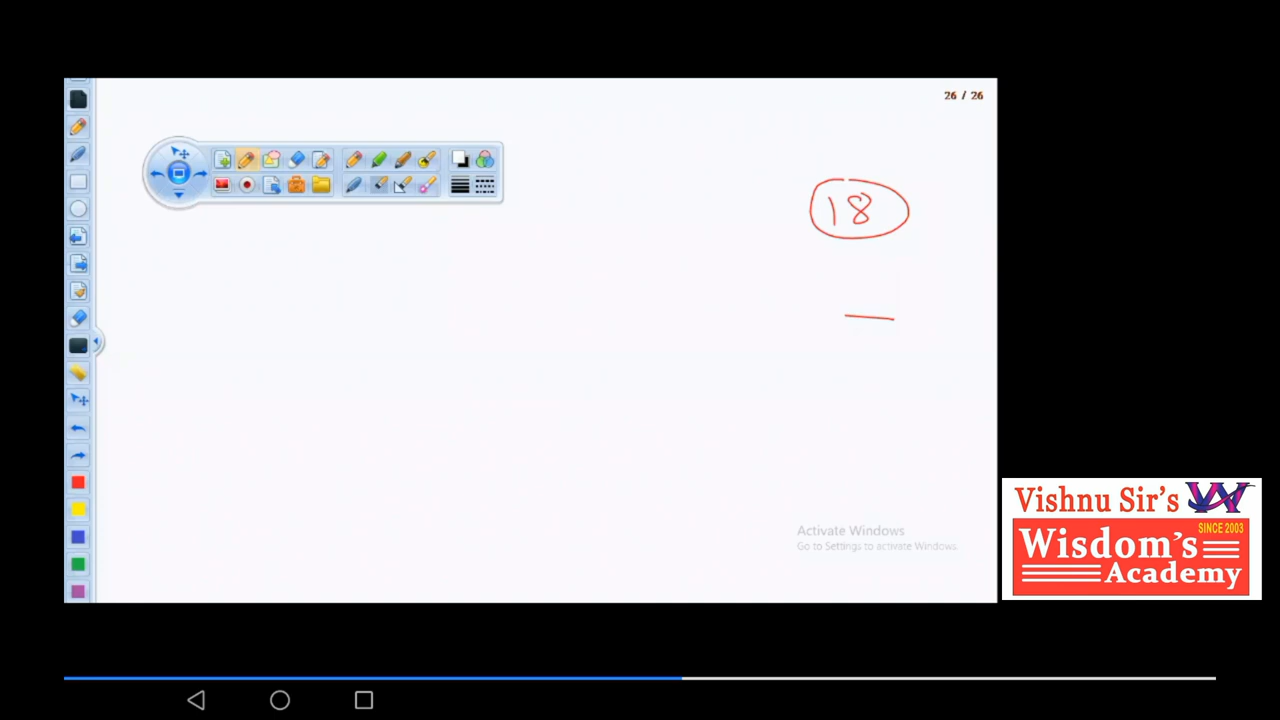 26 / 26
18
Activate Windows
Go to Settings to activate Windows.
Vishnu Sir's
SINCE 2003
Wisdom's
Academy